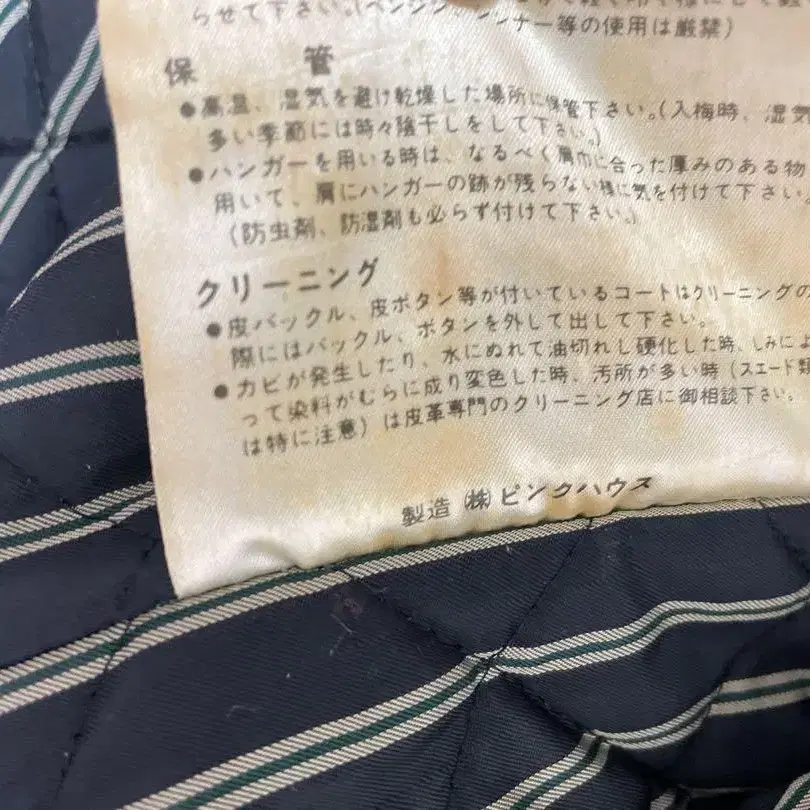 らせて下さい。(ベンジン、シンナー等の使用は厳禁)
保 管
●高温、湿気を避け乾燥した場所に保管下さい。(入梅時、湿気
多い季節には時々陰干しをして下さい。)
●ハンガーを用いる時は、なるべく肩巾に合った厚みのある物
用いて、肩にハンガーの跡が残らない様に気を付けて下さい
(防虫剤、防湿剤も必らず付けて下さい。)
クリーニング
●皮バックル、皮ボタン等が付いているコートはクリーニングの
際にはバックル、ボタンを外して出して下さい。
●カビが発生したり、水にぬれて油切れし硬化した時、しみによ
って染料がむらに成り変色した時、汚所が多い時(スエード類
は特に注意)は皮革専門のクリーニング店に御相談下さい。
製造 ㈱ピンクハウス